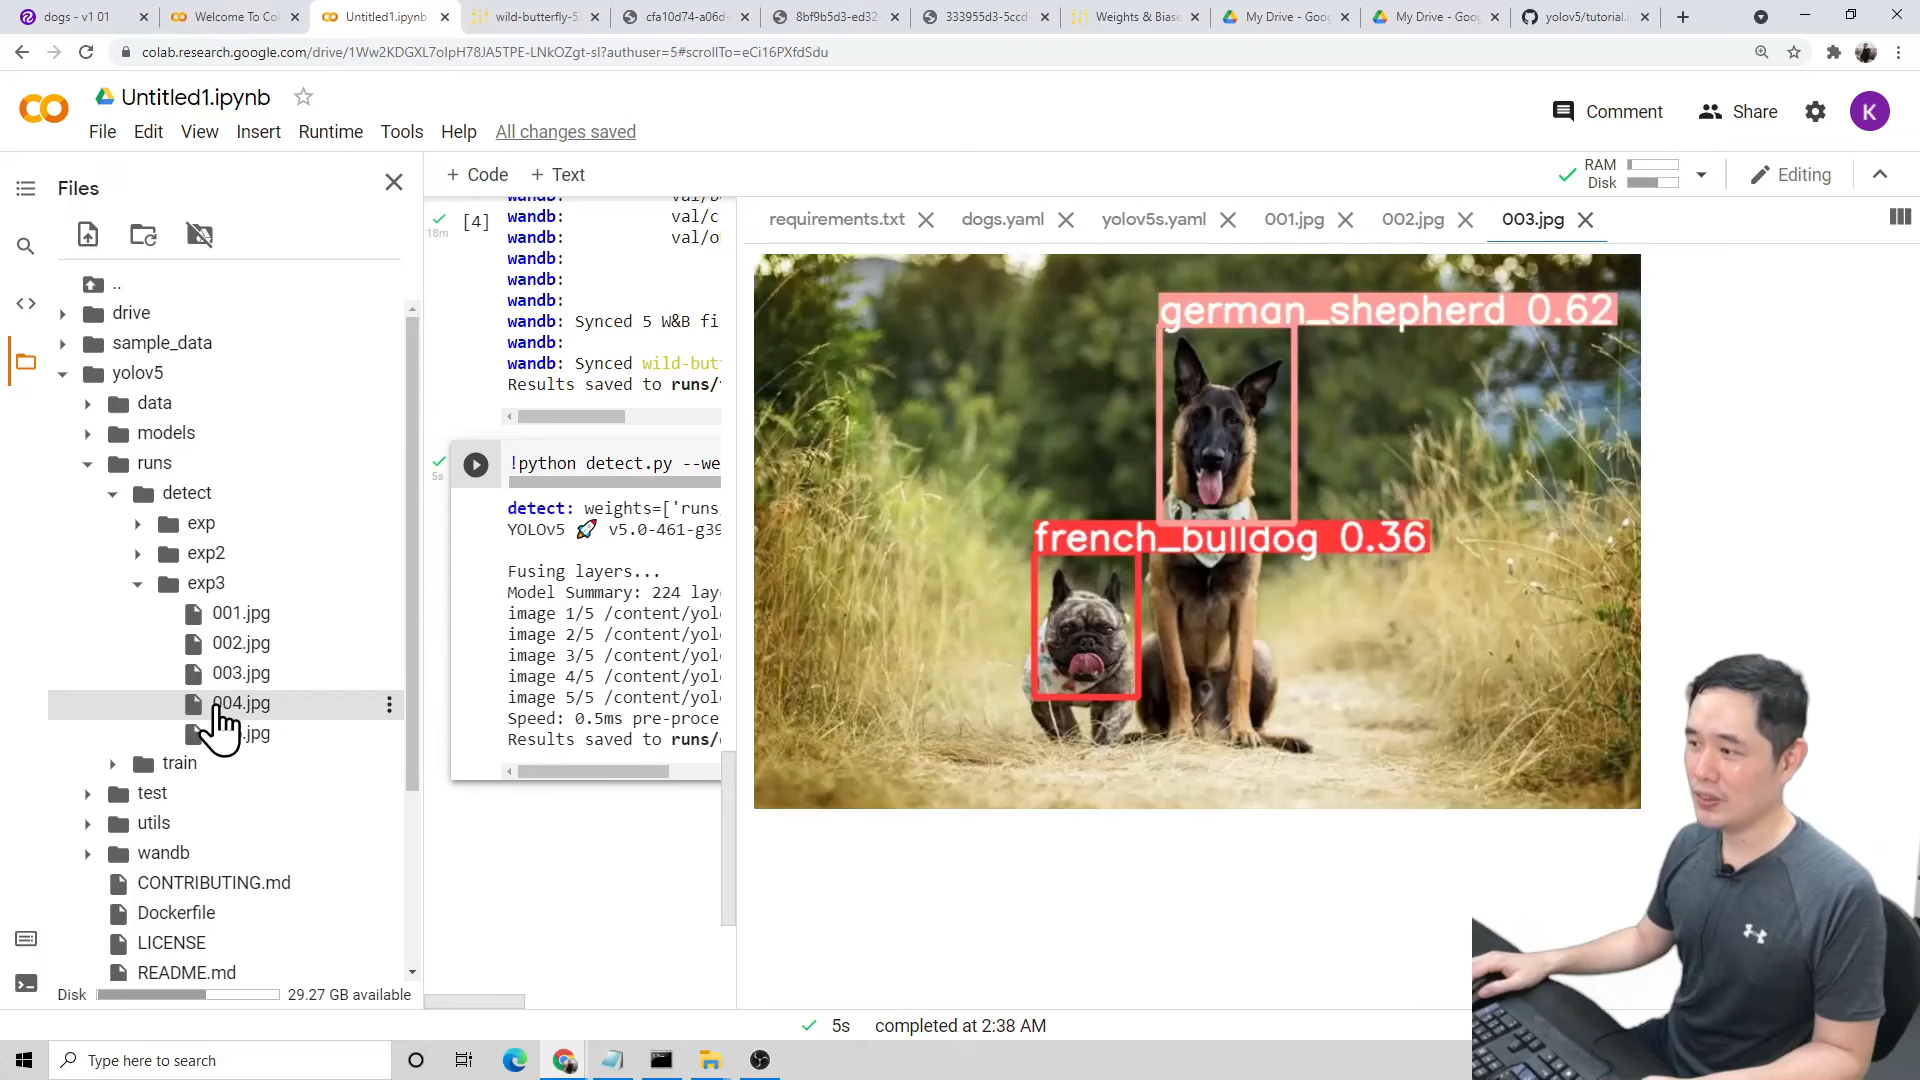 dogs - v1 01
Welcome To Co
Untitled1.ipynb
wild-butterfly-5
cfa10d74-a06d-
8bf9b5d3-ed32-
333955d3-5ccd
Weights & Biase
My Drive - Goo
My Drive - Goo
yolov5/tutorial.i
colab.research.google.com/drive/1Ww2KDGXL7oIpH78JA5TPE-LNkOZgt-sI?authuser=5#scrollTo=eCi16PXfdSdu
Untitled1.ipynb
Comment
Share
K
File Edit View Insert Runtime Tools Help All changes saved
Files
+ Code + Text
RAM
Disk
Editing
..
drive
sample_data
yolov5
data
models
runs
detect
exp
exp2
exp3
001.jpg
002.jpg
003.jpg
004.jpg
.jpg
train
test
utils
wandb
CONTRIBUTING.md
Dockerfile
LICENSE
README.md
Disk 29.27 GB available
[4]
18m
wandb: val/c
wandb: val/o
wandb:
wandb:
wandb:
wandb: Synced 5 W&B fi
wandb:
wandb: Synced wild-but
Results saved to runs/
5s
!python detect.py --we
detect: weights=['runs,
YOLOv5 🚀 v5.0-461-g39
Fusing layers...
Model Summary: 224 laye
image 1/5 /content/yolo
image 2/5 /content/yolo
image 3/5 /content/yolo
image 4/5 /content/yolo
image 5/5 /content/yolo
Speed: 0.5ms pre-proce
Results saved to runs/
requirements.txt
dogs.yaml
yolov5s.yaml
001.jpg
002.jpg
003.jpg
german_shepherd 0.62
french_bulldog 0.36
5s completed at 2:38 AM
Type here to search